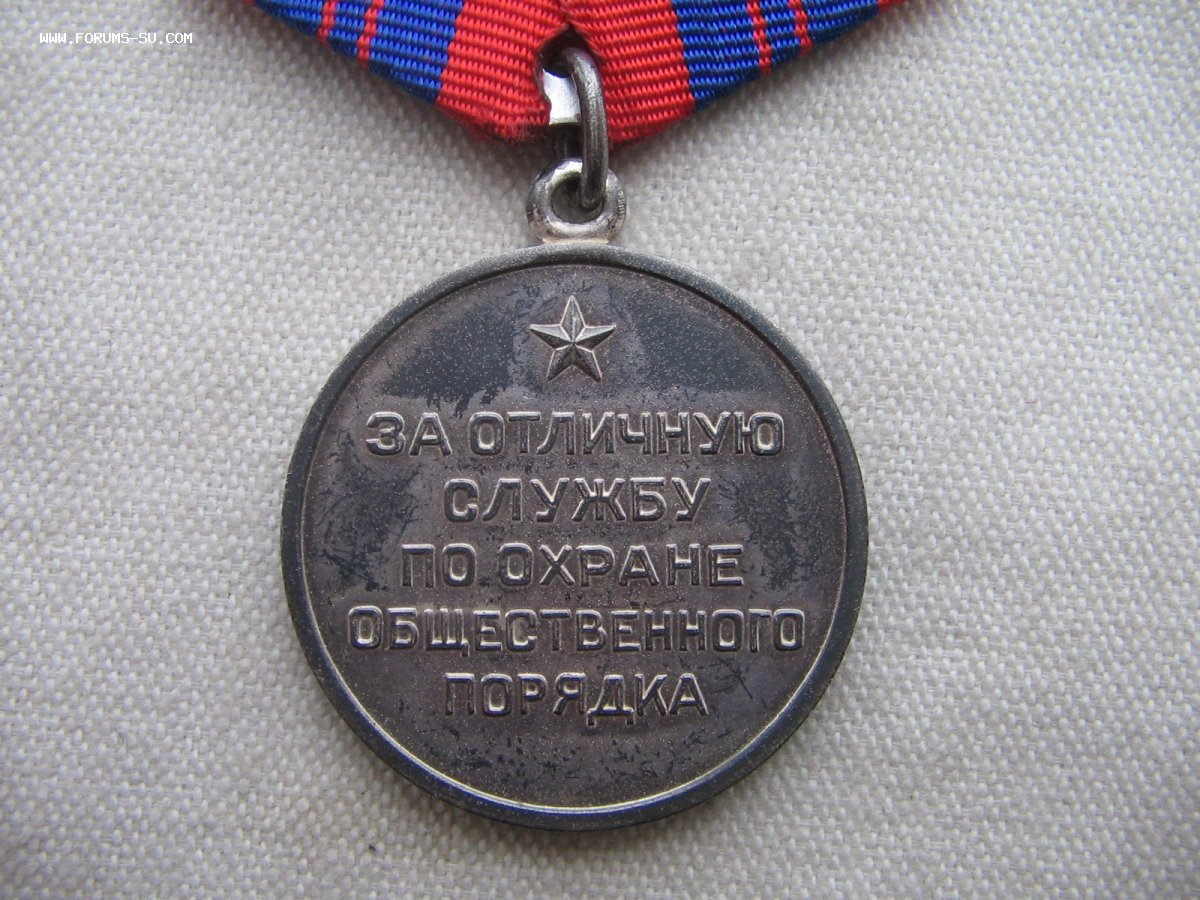 WWW.FORUMS-SU.COM
ЗА ОТЛИЧНУЮ
СЛУЖБУ
ПО ОХРАНЕ
ОБЩЕСТВЕННОГО
ПОРЯДКА